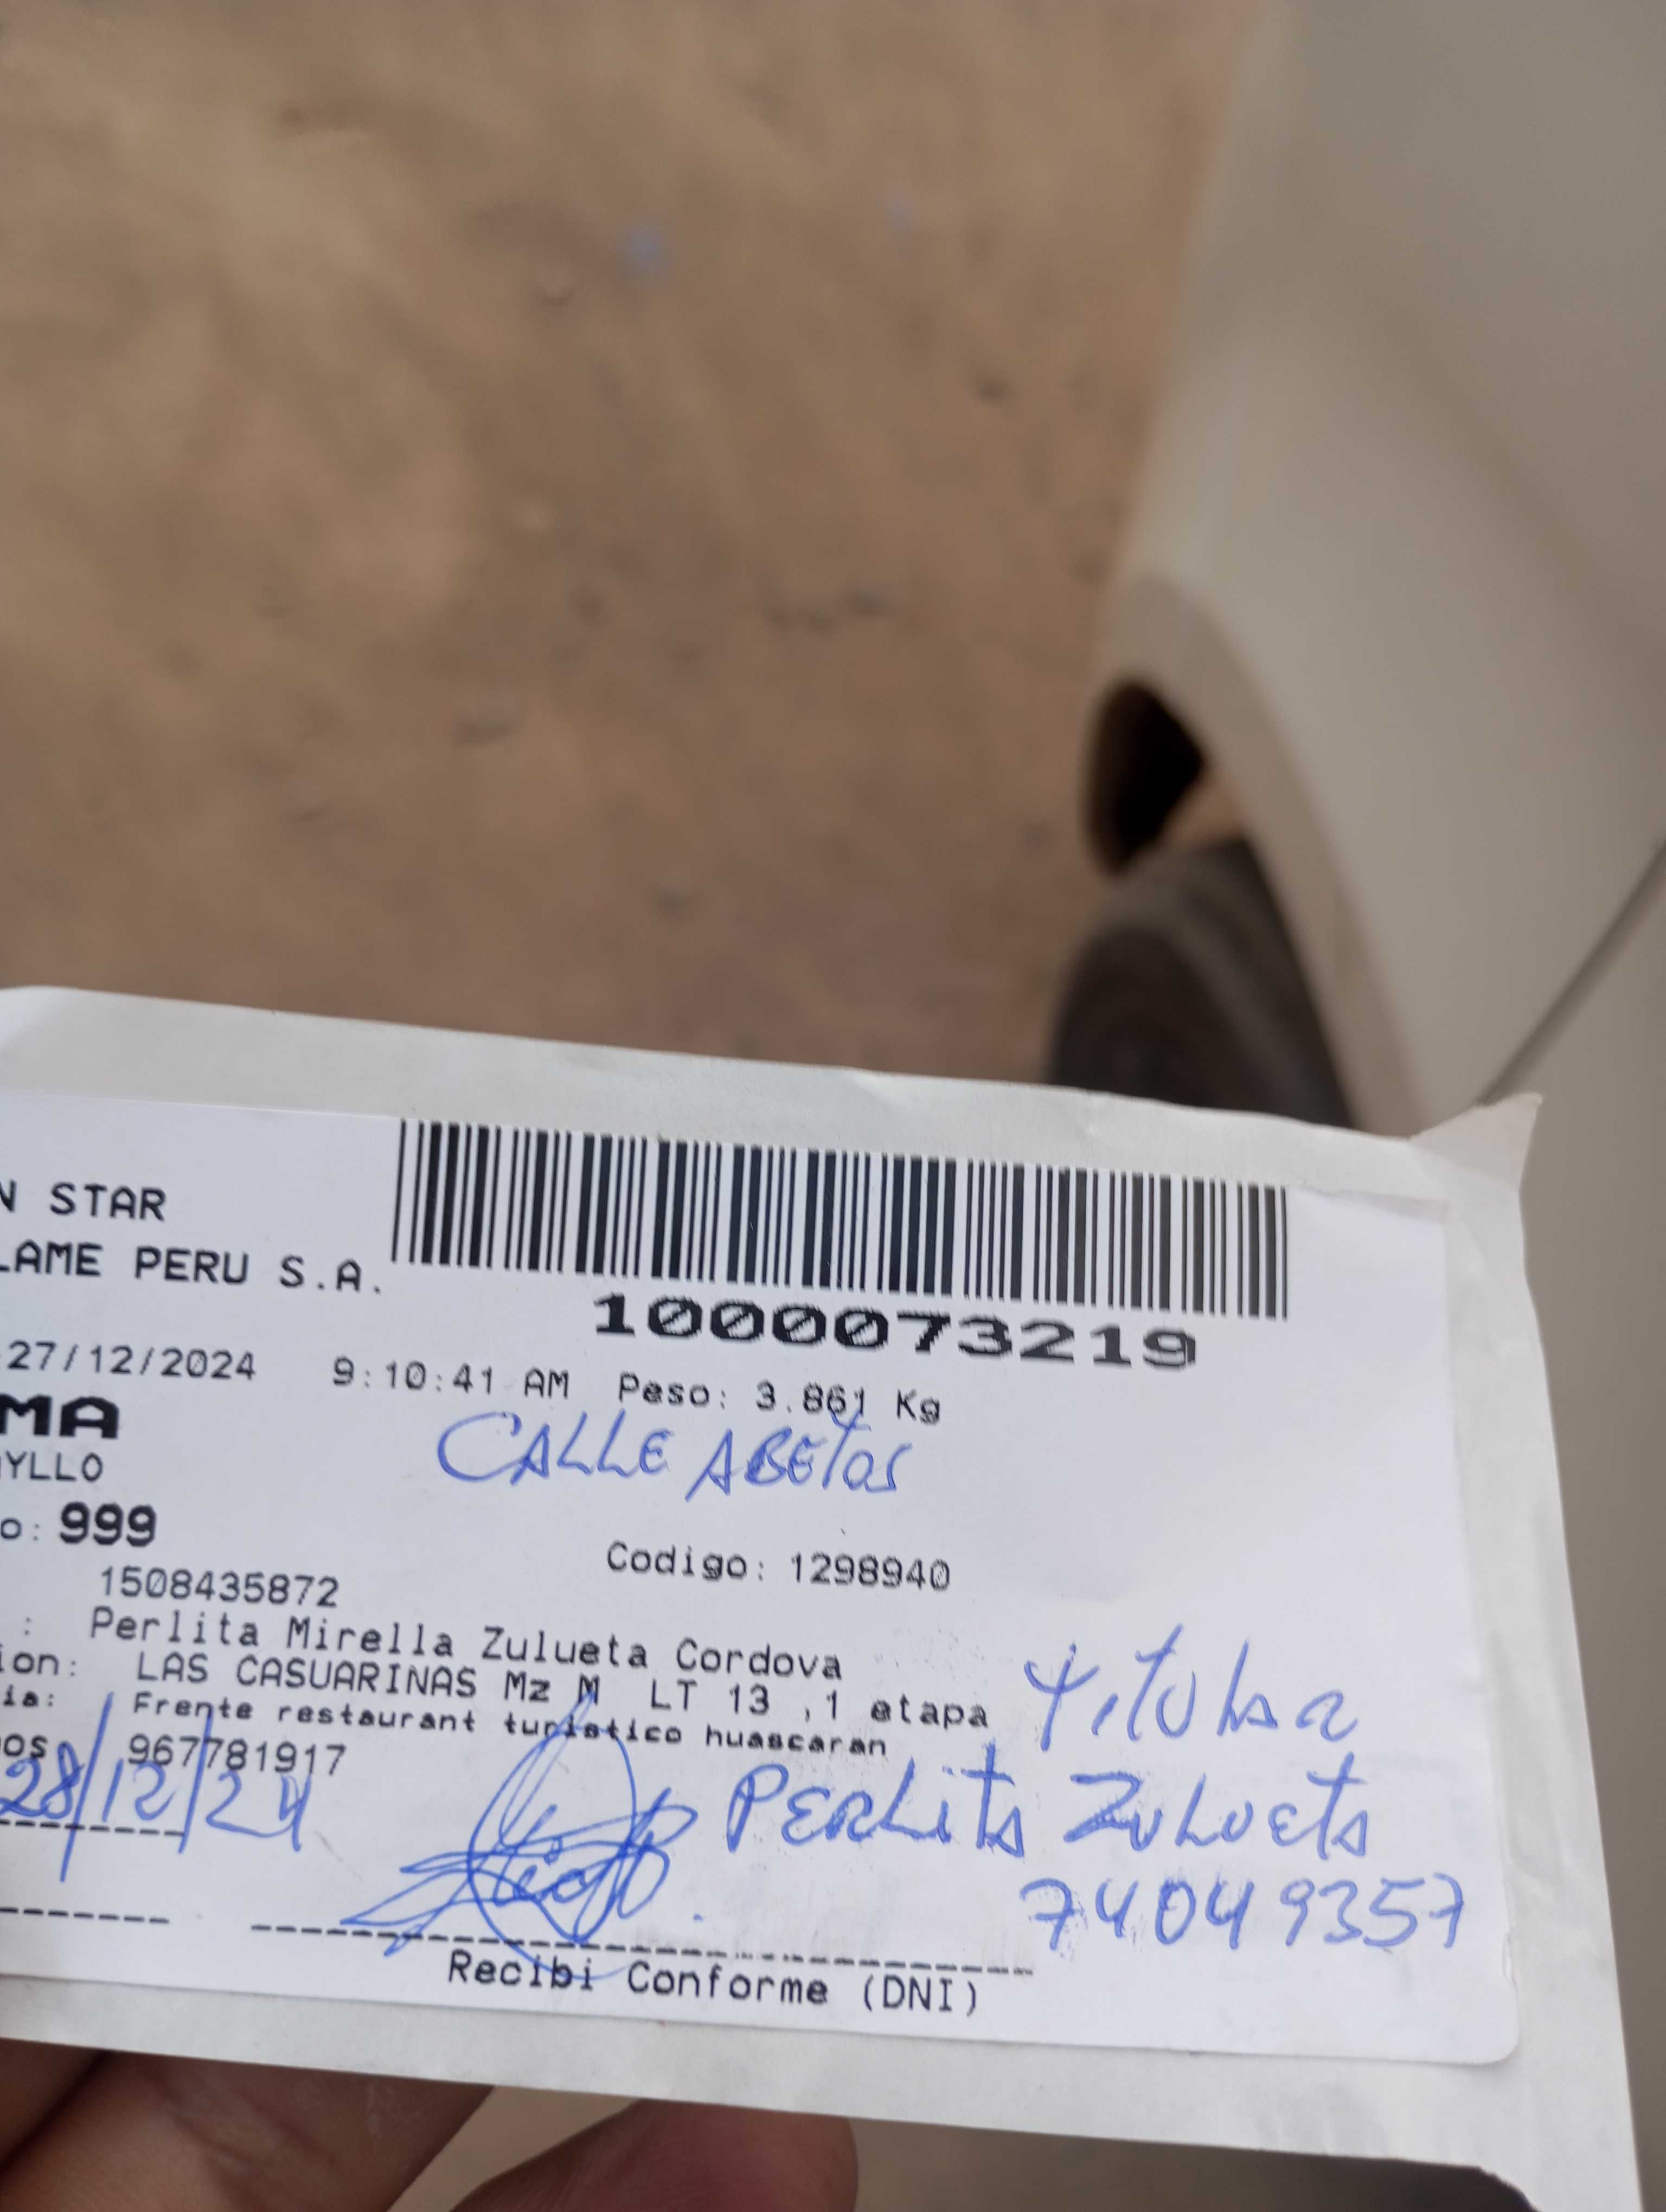 N STAR
LAME PERU S.A.
1000073219
27/12/2024 9:10:41 AM Peso: 3.861 Kg
MA
CALLE ABETOS
YLLO
o: 999
Codigo: 1298940
1508435872
: Perlita Mirella Zulueta Cordova
ion: LAS CASUARINAS Mz M LT 13 ,1 etapa
ia: Frente restaurant turistico huascaran
Titular
os 967781917
28/12/24
PERLITA ZULUETA
74049357
Recibi Conforme (DNI)